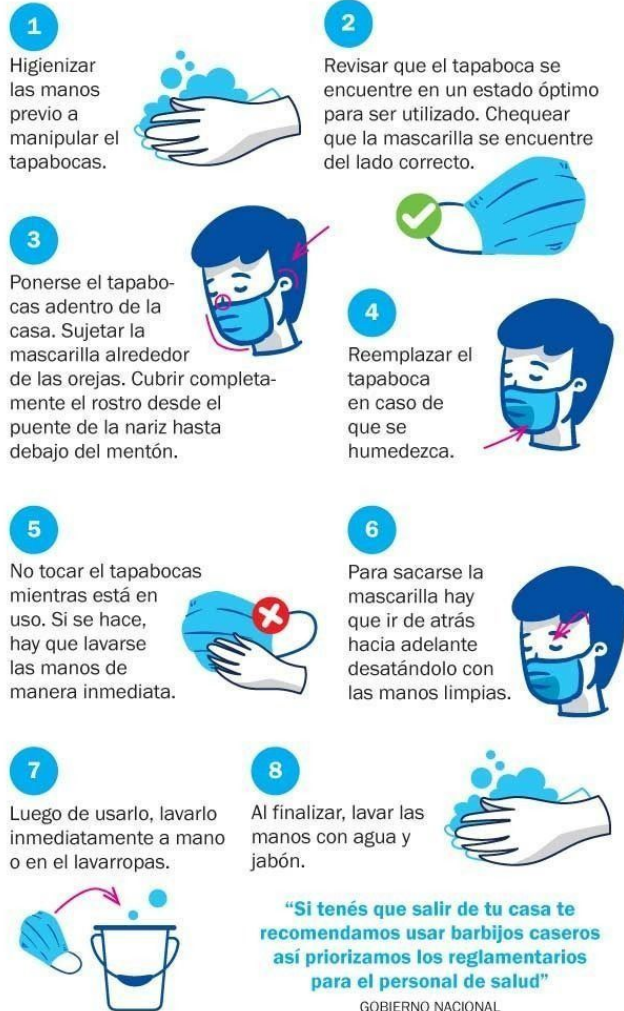 1
Higienizar
las manos
previo a
manipular el
tapabocas.
2
Revisar que el tapaboca se
encuentre en un estado óptimo
para ser utilizado. Chequear
que la mascarilla se encuentre
del lado correcto.
3
Ponerse el tapabo-
cas adentro de la
casa. Sujetar la
mascarilla alrededor
de las orejas. Cubrir completa-
mente el rostro desde el
puente de la nariz hasta
debajo del mentón.
4
Reemplazar el
tapaboca
en caso de
que se
humedezca.
5
No tocar el tapabocas
mientras está en
uso. Si se hace,
hay que lavarse
las manos de
manera inmediata.
6
Para sacarse la
mascarilla hay
que ir de atrás
hacia adelante
desatándolo con
las manos limpias.
7
Luego de usarlo, lavarlo
inmediatamente a mano
o en el lavarropas.
8
Al finalizar, lavar las
manos con agua y
jabón.
“Si tenés que salir de tu casa te
recomendamos usar barbijos caseros
así priorizamos los reglamentarios
para el personal de salud”
GOBIERNO NACIONAL